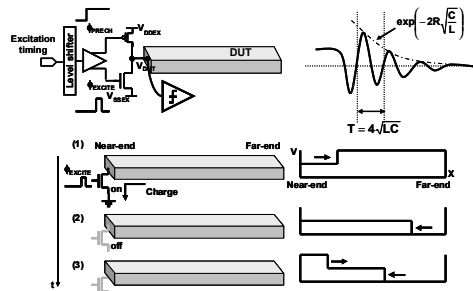 Excitation
timing
Level shifter
ϕPRECH
ϕEXCITE
VDDEX
VDUT
VSSEX
DUT
exp(-2R√C/L)
T = 4√LC
(1) Near-end Far-end
ϕEXCITE
on
Charge
V
X
Near-end Far-end
(2)
off
(3)
t